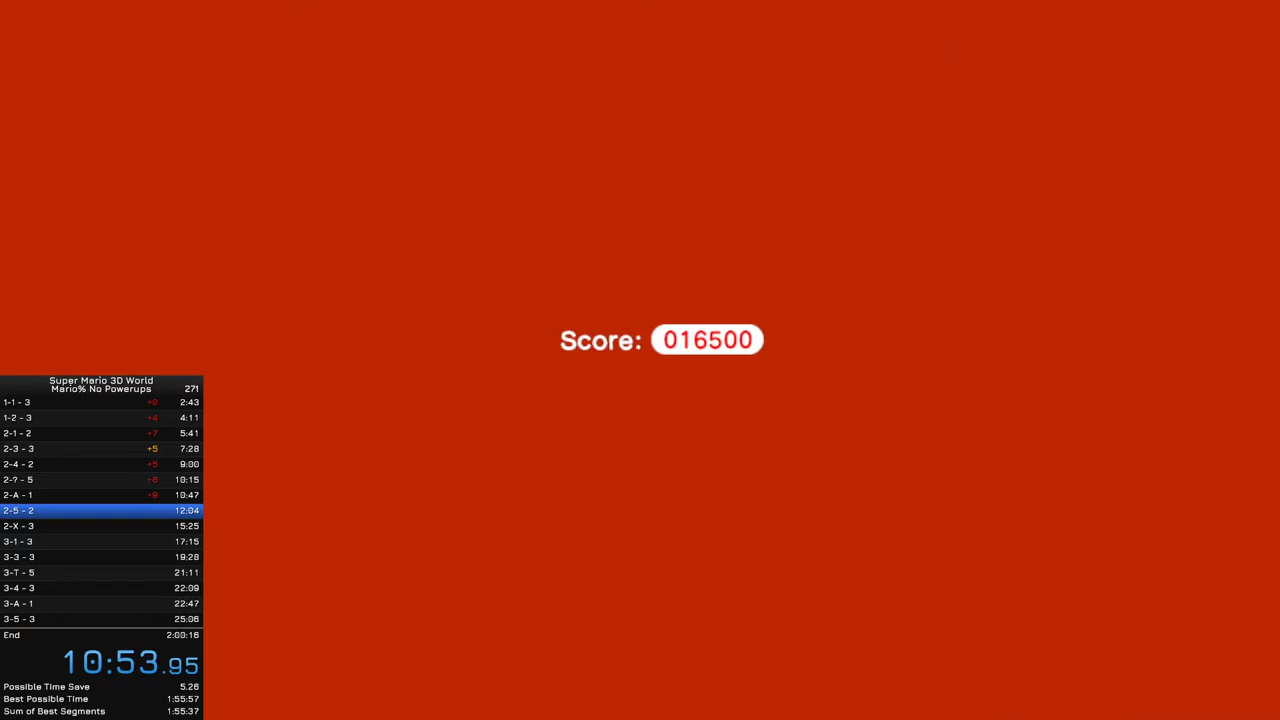 Score: 016500
Super Mario 3D World
Mario% No Powerups 271
1-1 - 3 +0 2:43
1-2 - 3 +4 4:11
2-1 - 2 +7 5:41
2-3 - 3 +5 7:28
2-4 - 2 +5 9:00
2-? - 5 +8 10:15
2-A - 1 +9 10:47
2-5 - 2 12:04
2-X - 3 15:25
3-1 - 3 17:15
3-3 - 3 19:28
3-T - 5 21:11
3-4 - 3 22:09
3-A - 1 22:47
3-5 - 3 25:06
End 2:00:16
10:53.95
Possible Time Save 5.26
Best Possible Time 1:55:57
Sum of Best Segments 1:55:37